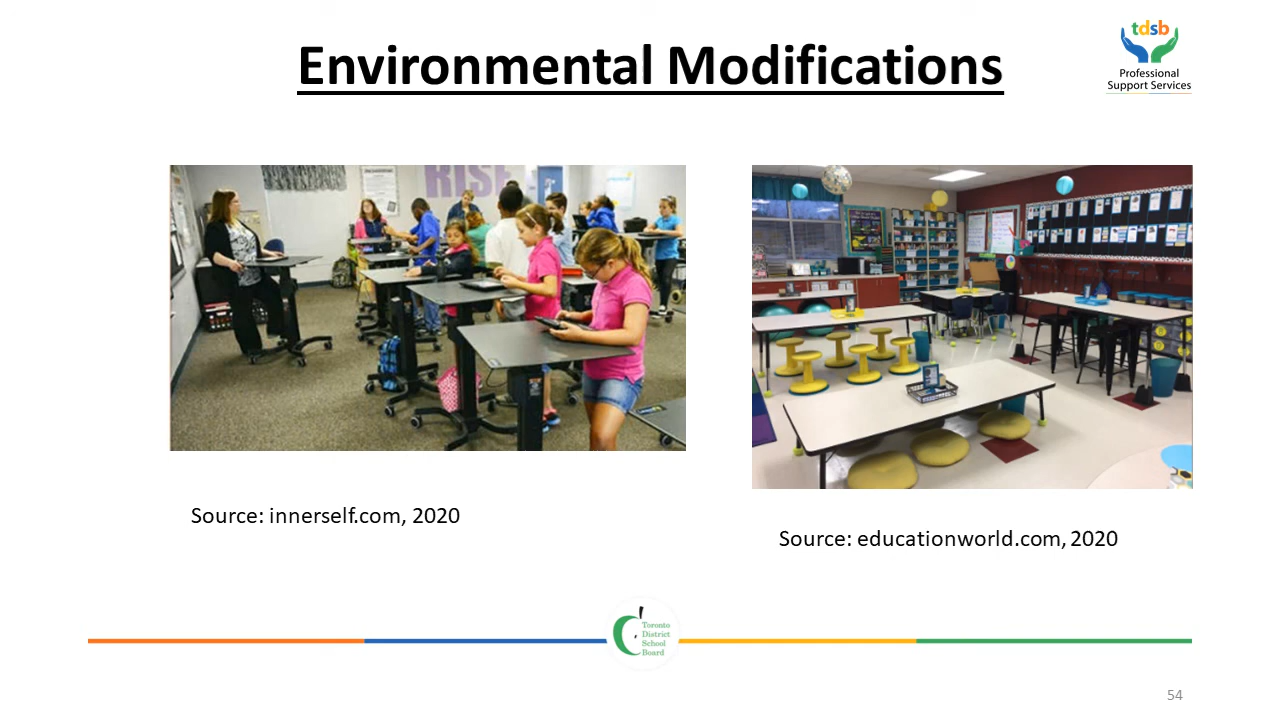 Environmental Modifications
tdsb
Professional
Support Services
RISE
Source: innerself.com, 2020
Source: educationworld.com, 2020
Toronto
District
School
Board
54